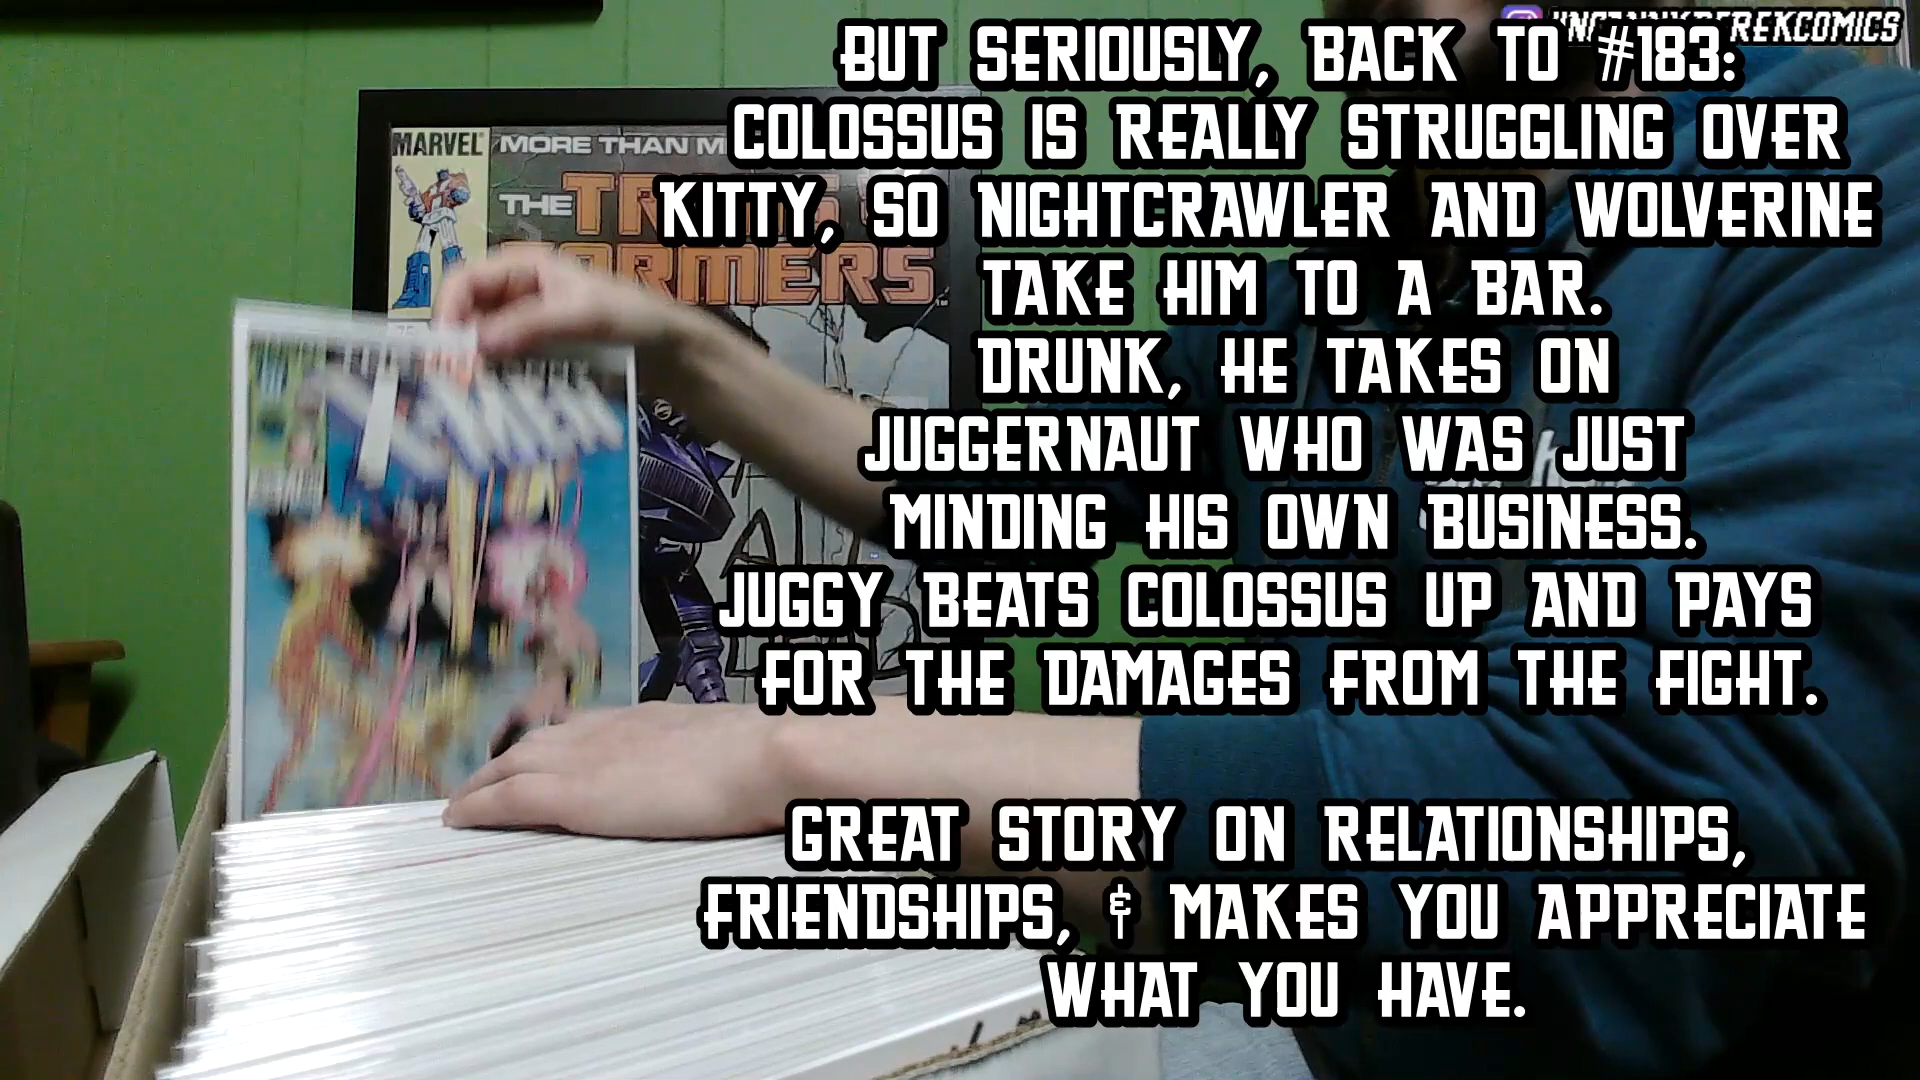 BUT SERIOUSLY, BACK TO #183:
COLOSSUS IS REALLY STRUGGLING OVER
KITTY, SO NIGHTCRAWLER AND WOLVERINE
TAKE HIM TO A BAR.
DRUNK, HE TAKES ON
JUGGERNAUT WHO WAS JUST
MINDING HIS OWN BUSINESS.
JUGGY BEATS COLOSSUS UP AND PAYS
FOR THE DAMAGES FROM THE FIGHT.
GREAT STORY ON RELATIONSHIPS,
FRIENDSHIPS, & MAKES YOU APPRECIATE
WHAT YOU HAVE.
MARVEL
MORE THAN
THE
X-MEN